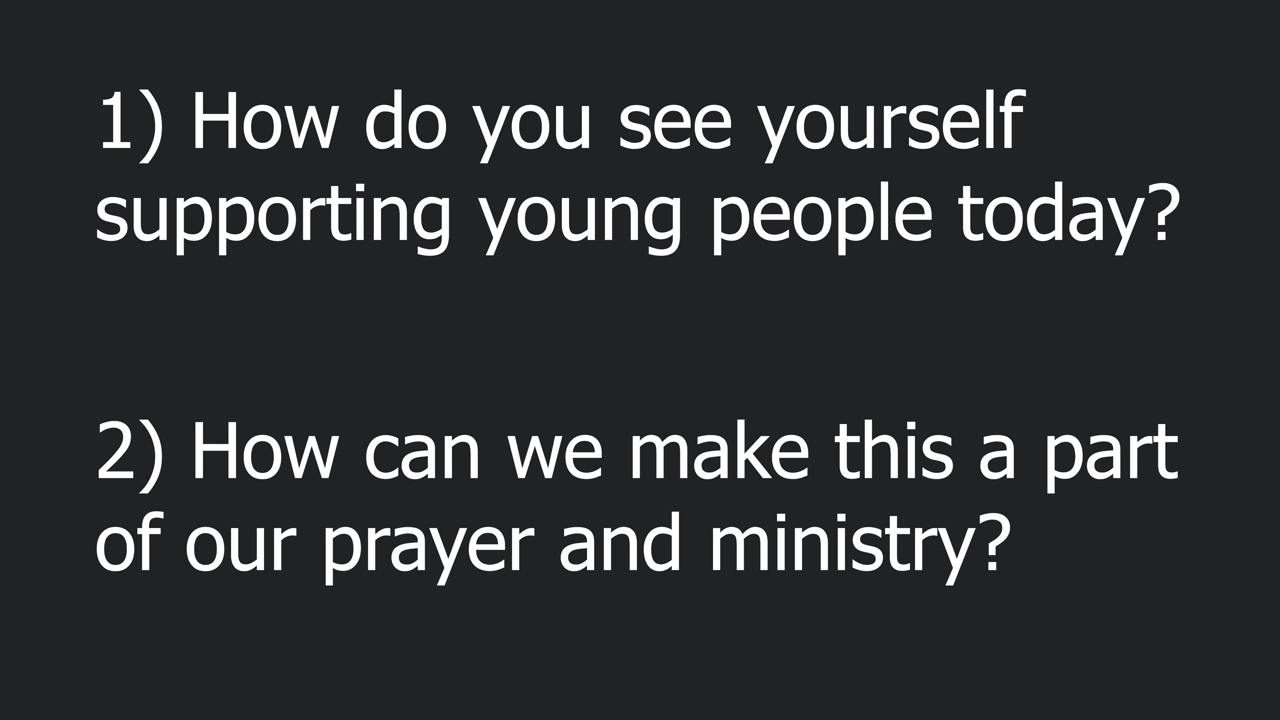 1) How do you see yourself
supporting young people today?
2) How can we make this a part
of our prayer and ministry?